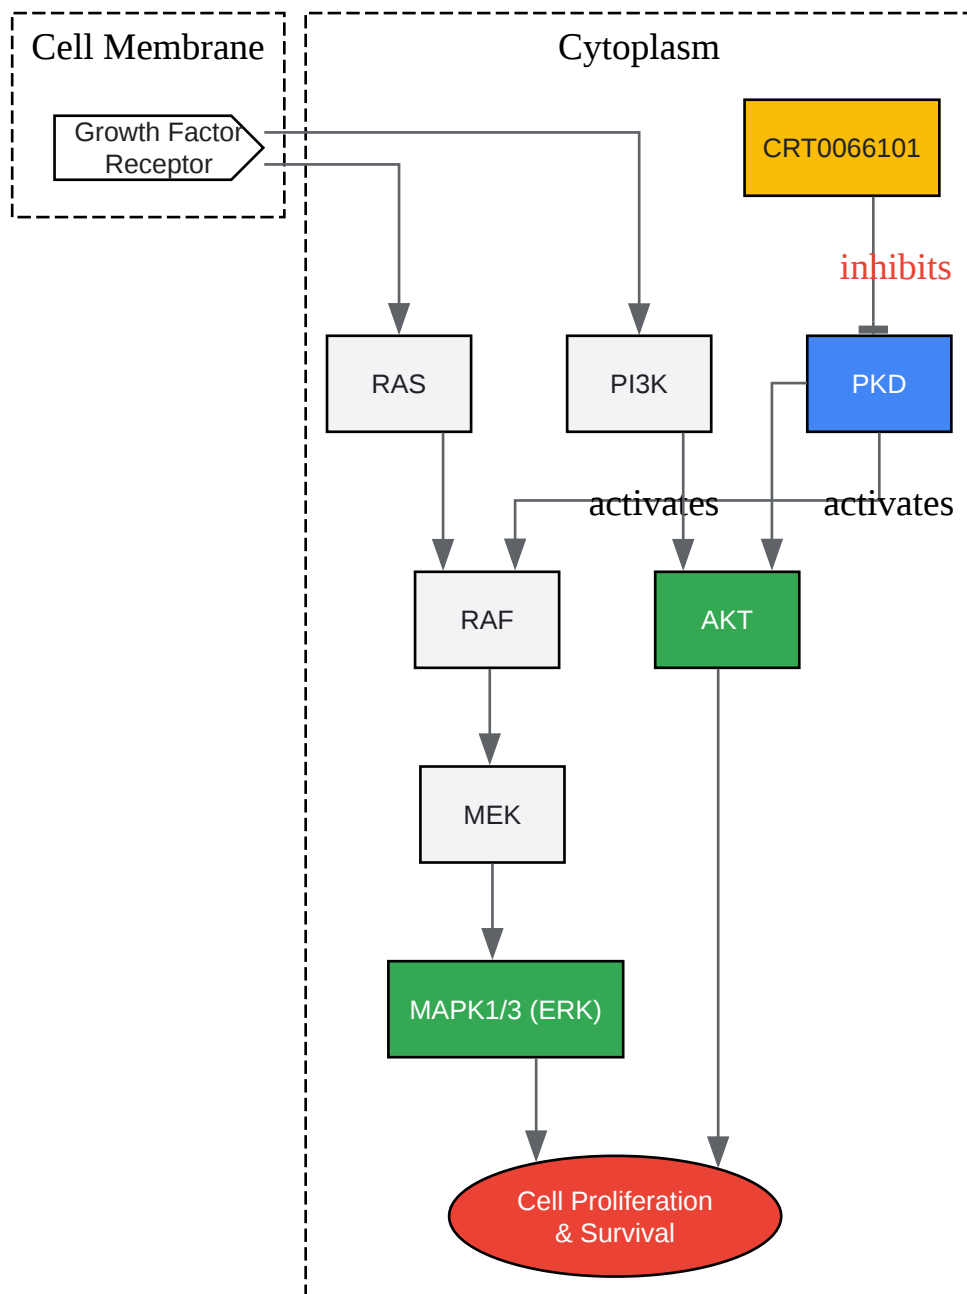 Cell Membrane
Cytoplasm
Growth Factor
Receptor
CRT0066101
inhibits
RAS
PI3K
PKD
activates
activates
RAF
AKT
MEK
MAPK1/3 (ERK)
Cell Proliferation
& Survival